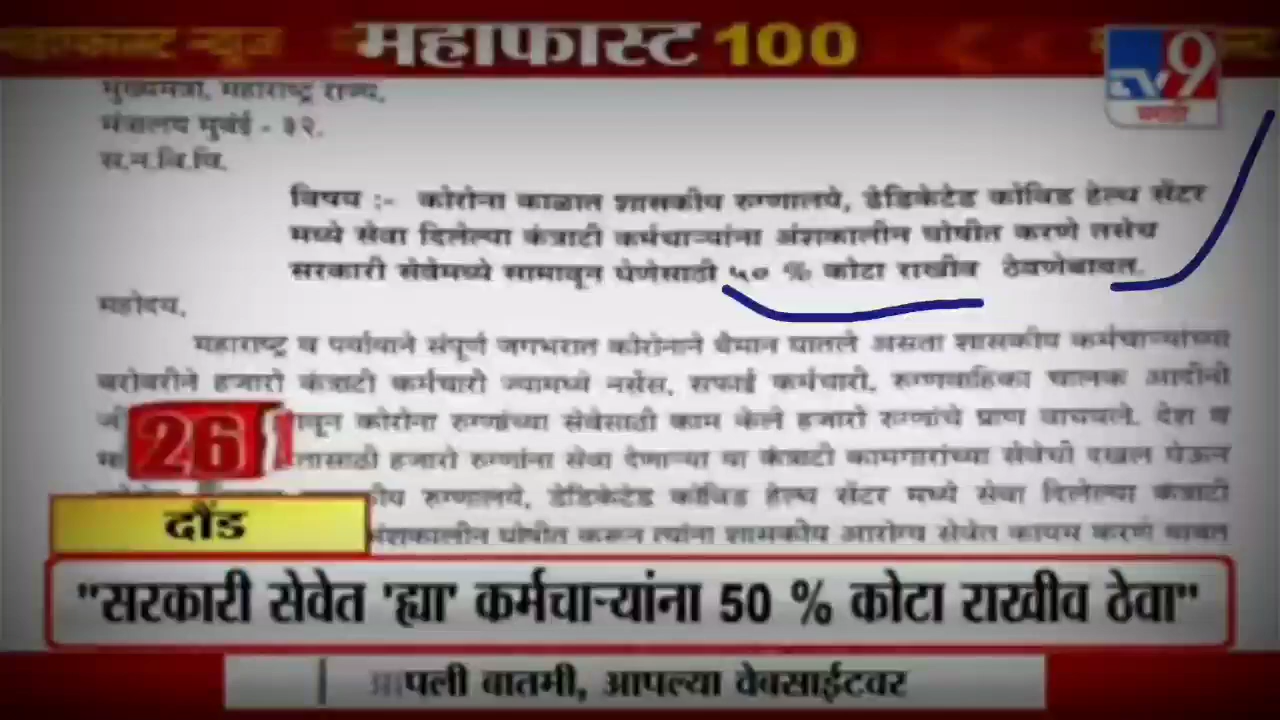 महाफास्ट न्यूज
महाफास्ट 100
TV9
मराठी
मुख्यमंत्री, महाराष्ट्र राज्य,
मंत्रालय मुबंई - ३२.
स.न.वि.वि.
विषय :- कोरोना काळात शासकीय रुग्णालये, डेडिकेटेड कोविड हेल्थ सेंटर
मध्ये सेवा दिलेल्या कंत्राटी कर्मचाऱ्यांना अंशकालीन घोषीत करणे तसेच
सरकारी सेवेमध्ये सामावून घेणेसाठी ५० % कोटा राखीव ठेवणेबाबत.
महोदय,
महाराष्ट्र व पर्यायाने संपूर्ण जगभरात कोरोनाने थैमान घातले असता शासकीय कर्मचाऱ्यांच्या
बरोबरीने हजारो कंत्राटी कर्मचारी ज्यामध्ये नर्सेस, सफाई कर्मचारी, रुग्णवाहिका चालक आदींनी
कोरोना रुग्णांच्या सेवेसाठी काम केले हजारो रुग्णांचे प्राण वाचवले. देश व
हजारो रुग्णांना सेवा देणाऱ्या या कंत्राटी कामगारांच्या सेवेची दखल घेऊन
रुग्णालये, डेडिकेटेड कोविड हेल्थ सेंटर मध्ये सेवा दिलेल्या कंत्राटी
अंशकालीन घोषीत करून त्यांना शासकीय आरोग्य सेवेत कायम करणे बाबत
26
दौंड
"सरकारी सेवेत 'ह्या' कर्मचाऱ्यांना 50 % कोटा राखीव ठेवा"
आपली बातमी, आपल्या वेबसाईटवर